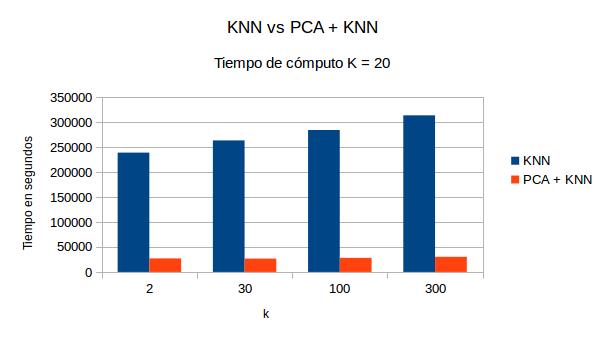 KNN vs PCA + KNN
Tiempo de cómputo K = 20
350000
300000
250000
200000
150000
100000
50000
0
Tiempo en segundos
2 30 100 300
k
KNN
PCA + KNN